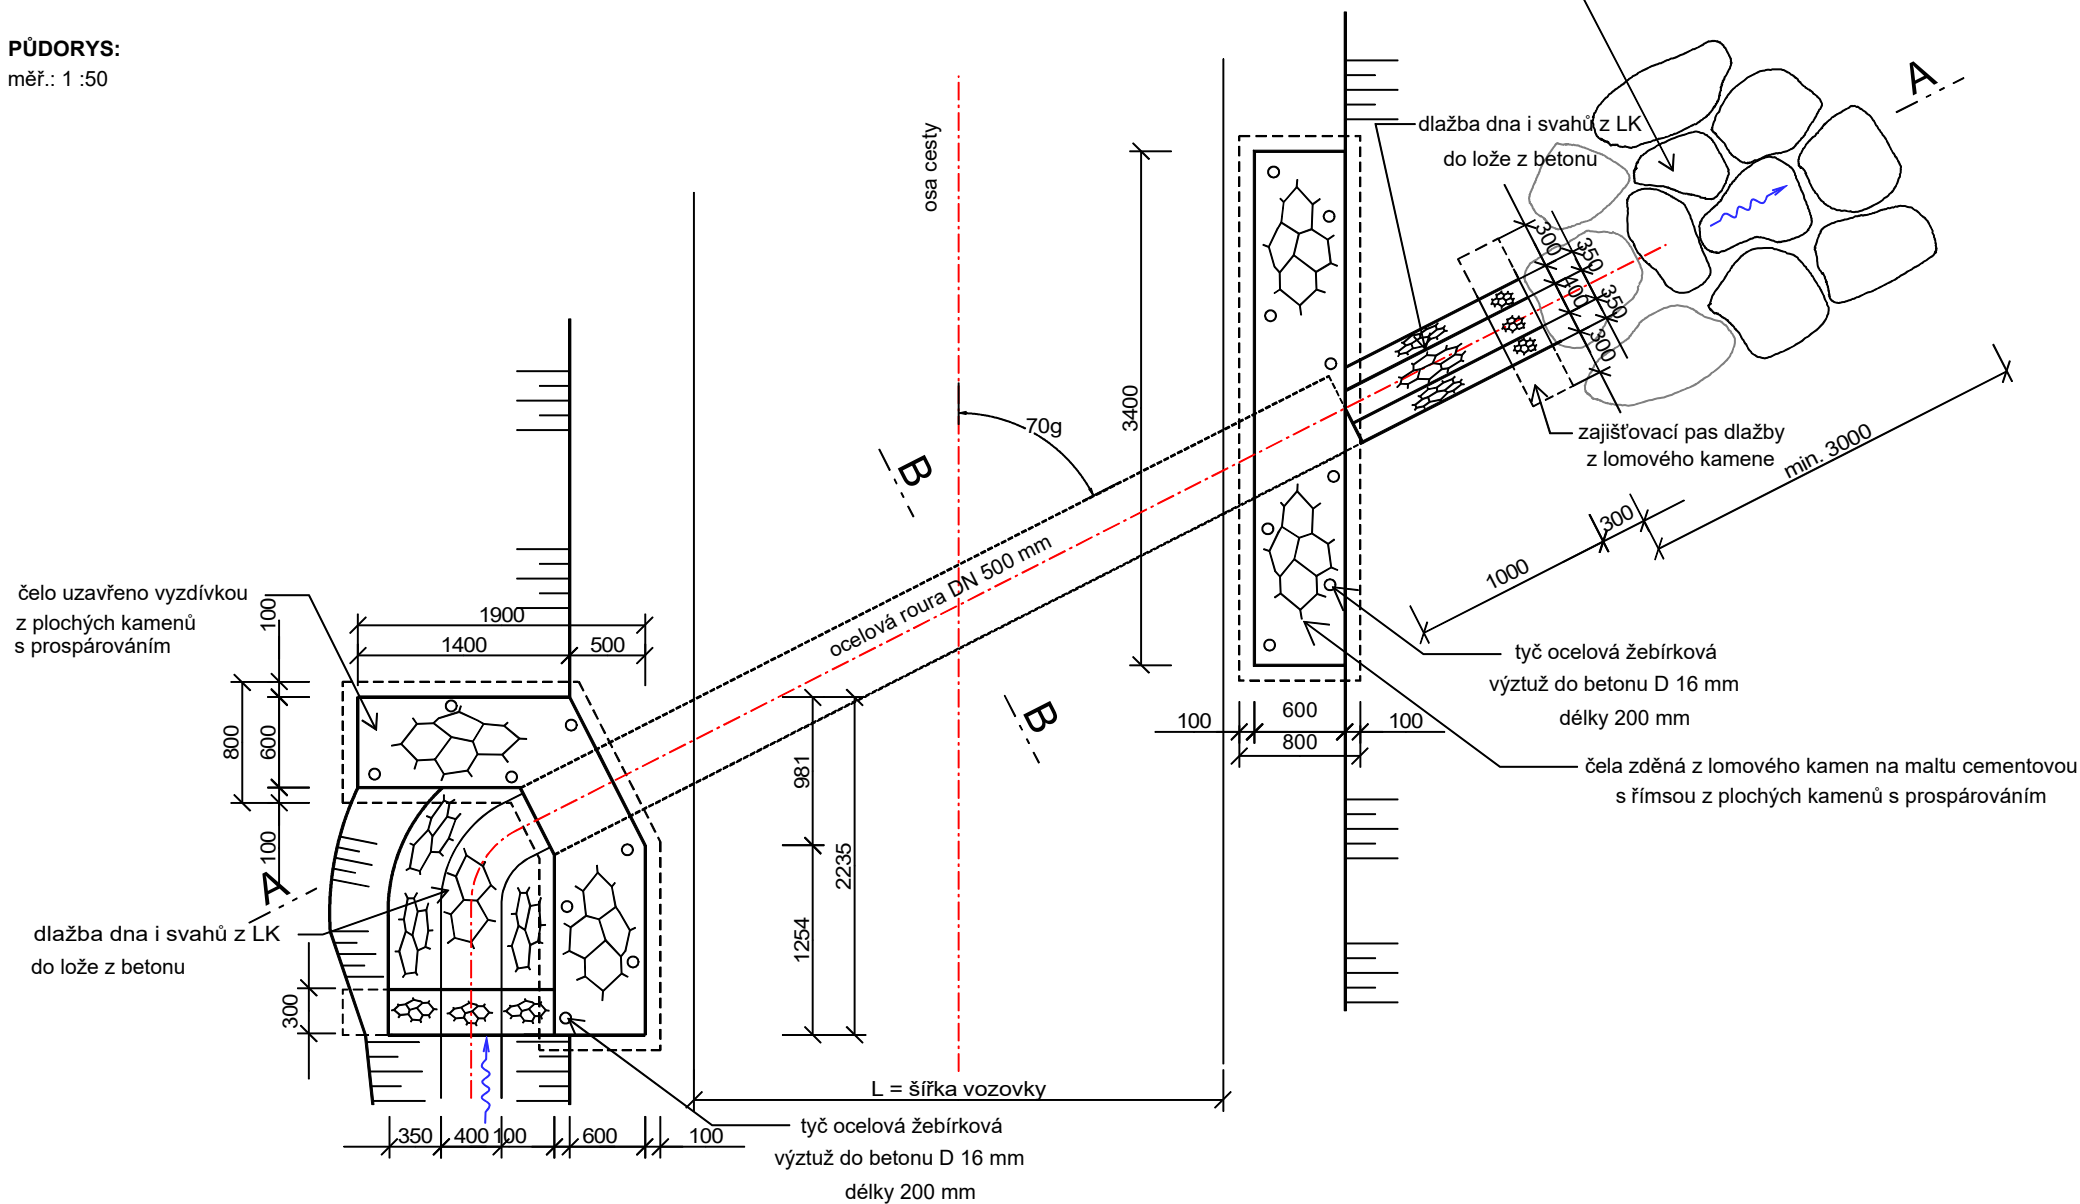 PŮDORYS:
měř.: 1 :50
osa cesty
A
dlažba dna i svahů z LK
do lože z betonu
300
350
400
350
300
3400
70g
B
zajišťovací pas dlažby
z lomového kamene
min. 3000
300
1000
ocelová roura DN 500 mm
čelo uzavřeno vyzdívkou
z plochých kamenů
s prospárováním
100
1900
1400
500
800
600
100
tyč ocelová žebírková
výztuž do betonu D 16 mm
délky 200 mm
B
100
600
100
800
čela zděná z lomového kamen na maltu cementovou
s římsou z plochých kamenů s prospárováním
981
2235
1254
A
dlažba dna i svahů z LK
do lože z betonu
300
L = šířka vozovky
350
400
100
600
100
tyč ocelová žebírková
výztuž do betonu D 16 mm
délky 200 mm